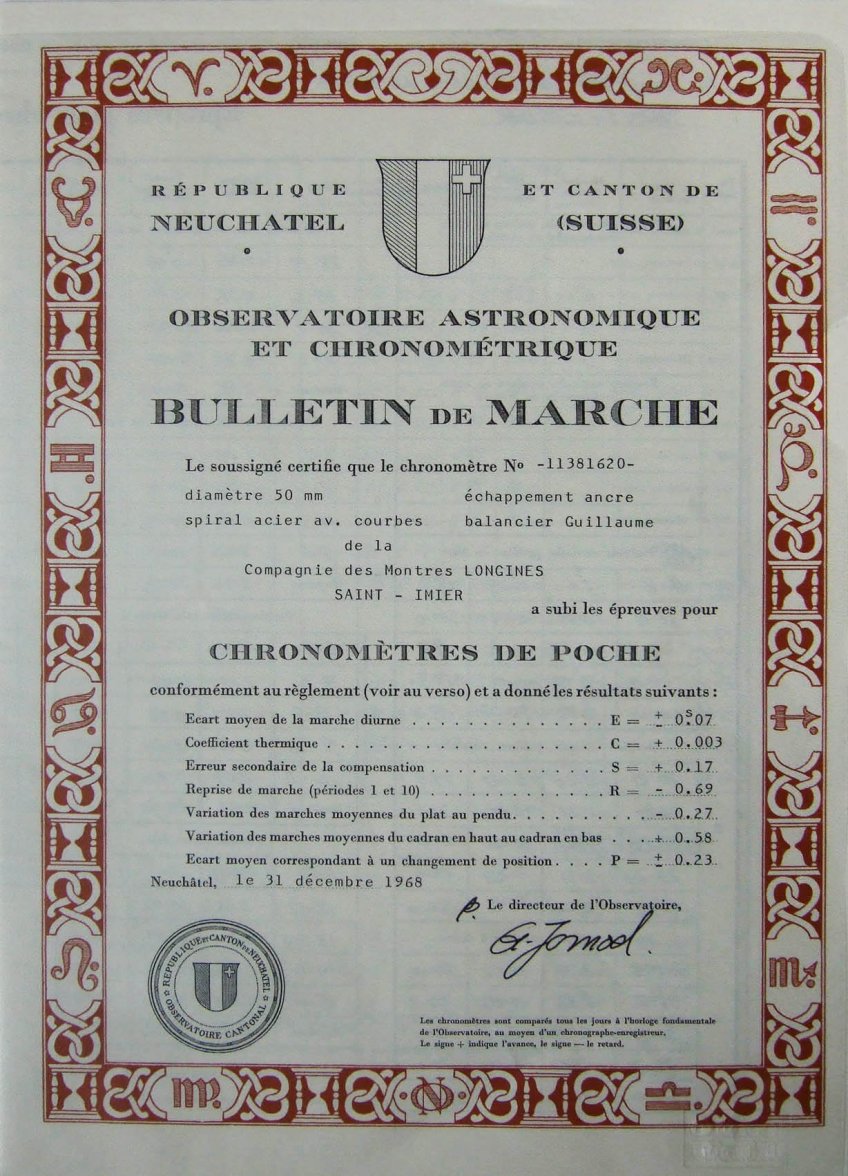 RÉPUBLIQUE ET CANTON DE
NEUCHATEL (SUISSE)
OBSERVATOIRE ASTRONOMIQUE
ET CHRONOMÉTRIQUE
BULLETIN DE MARCHE
Le soussigné certifie que le chronomètre No -11381620-
diamètre 50 mm échappement ancre
spiral acier av. courbes balancier Guillaume
de la
Compagnie des Montres LONGINES
SAINT - IMIER
a subi les épreuves pour
CHRONOMÈTRES DE POCHE
conformément au règlement (voir au verso) et a donné les résultats suivants :
Ecart moyen de la marche diurne . . . . . . . . . . . . . . E = ± 0.ˢ07
Coefficient thermique . . . . . . . . . . . . . . . . . . . . C = + 0.003
Erreur secondaire de la compensation . . . . . . . . . . . . . S = + 0.17
Reprise de marche (périodes 1 et 10) . . . . . . . . . . . . . R = - 0.69
Variation des marches moyennes du plat au pendu. . . . . . . . . . - 0.27
Variation des marches moyennes du cadran en haut au cadran en bas . . . + 0.58
Ecart moyen correspondant à un changement de position . . . . P = ± 0.23
Neuchâtel, le 31 décembre 1968
p. Le directeur de l'Observatoire,
RÉPUBLIQUE ET CANTON DE NEUCHATEL
OBSERVATOIRE CANTONAL
Les chronomètres sont comparés tous les jours à l'horloge fondamentale
de l'Observatoire, au moyen d'un chronographe-enregistreur.
Le signe + indique l'avance, le signe — le retard.